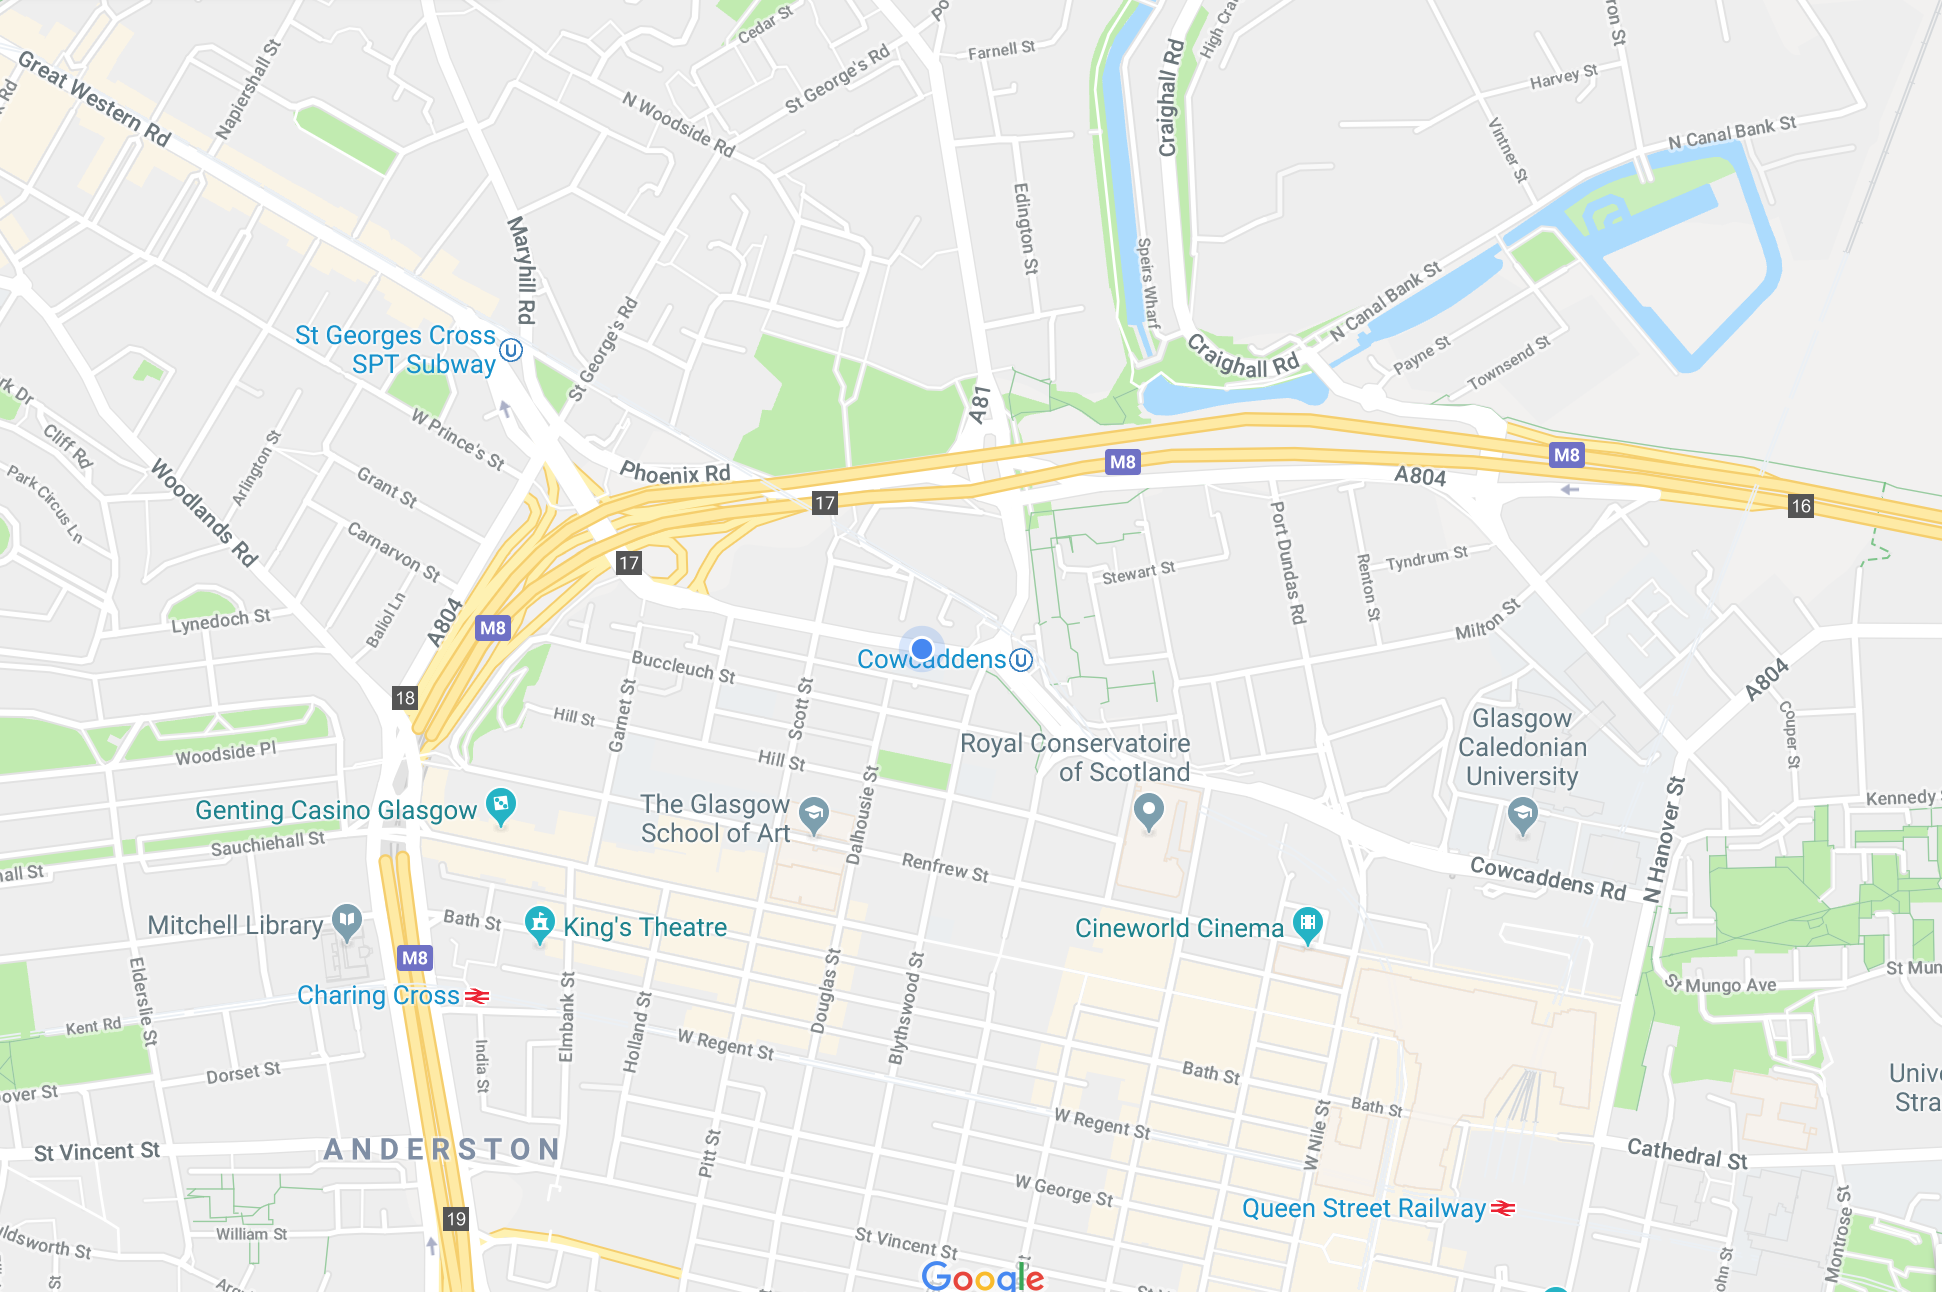 Cedar St
Farnell St
Craighall Rd
Harvey St
N Canal Bank St
Great Western Rd
Napiershall St
N Woodside Rd
St George's Rd
Vintner St
Edington St
Maryhill Rd
Speirs Wharf
N Canal Bank St
St Georges Cross
SPT Subway
St George's Rd
Craighall Rd
Payne St
Townsend St
Cliff Rd
Arlington St
W Prince's St
A81
Park Circus Ln
Woodlands Rd
Grant St
Phoenix Rd
M8
M8
A804
17
16
Carnarvon St
17
Stewart St
Port Dundas Rd
Renton St
Tyndrum St
Lynedoch St
Baliol Ln
A804
M8
Milton St
Buccleuch St
Cowcaddens
A804
18
Garnet St
Scott St
Hill St
Hill St
Woodside Pl
Royal Conservatoire
of Scotland
Glasgow
Caledonian
University
Couper St
Genting Casino Glasgow
The Glasgow
School of Art
Dalhousie St
N Hanover St
Kennedy
Sauchiehall St
Renfrew St
Cowcaddens Rd
Mitchell Library
Bath St
King's Theatre
Cineworld Cinema
M8
Elderslie St
Charing Cross
Elmbank St
Holland St
Douglas St
Blythswood St
St Mungo Ave
St Mun
Kent Rd
India St
W Regent St
Dorset St
Bath St
Bath St
W Regent St
W Nile St
Univ
Stra
St Vincent St
ANDERSTON
Pitt St
Cathedral St
W George St
Queen Street Railway
19
William St
St Vincent St
Montrose St
Google